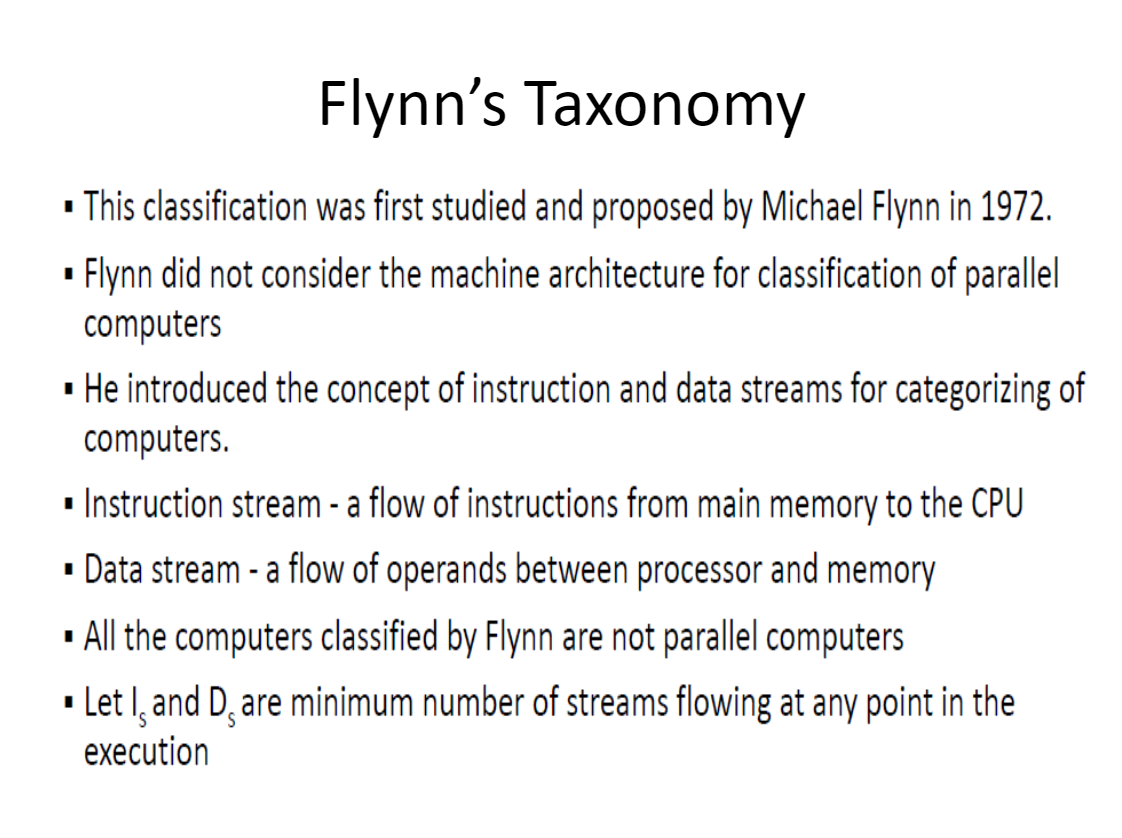 Flynn’s Taxonomy
▪ This classification was first studied and proposed by Michael Flynn in 1972.
▪ Flynn did not consider the machine architecture for classification of parallel
computers
▪ He introduced the concept of instruction and data streams for categorizing of
computers.
▪ Instruction stream - a flow of instructions from main memory to the CPU
▪ Data stream - a flow of operands between processor and memory
▪ All the computers classified by Flynn are not parallel computers
▪ Let Is and Ds are minimum number of streams flowing at any point in the
execution